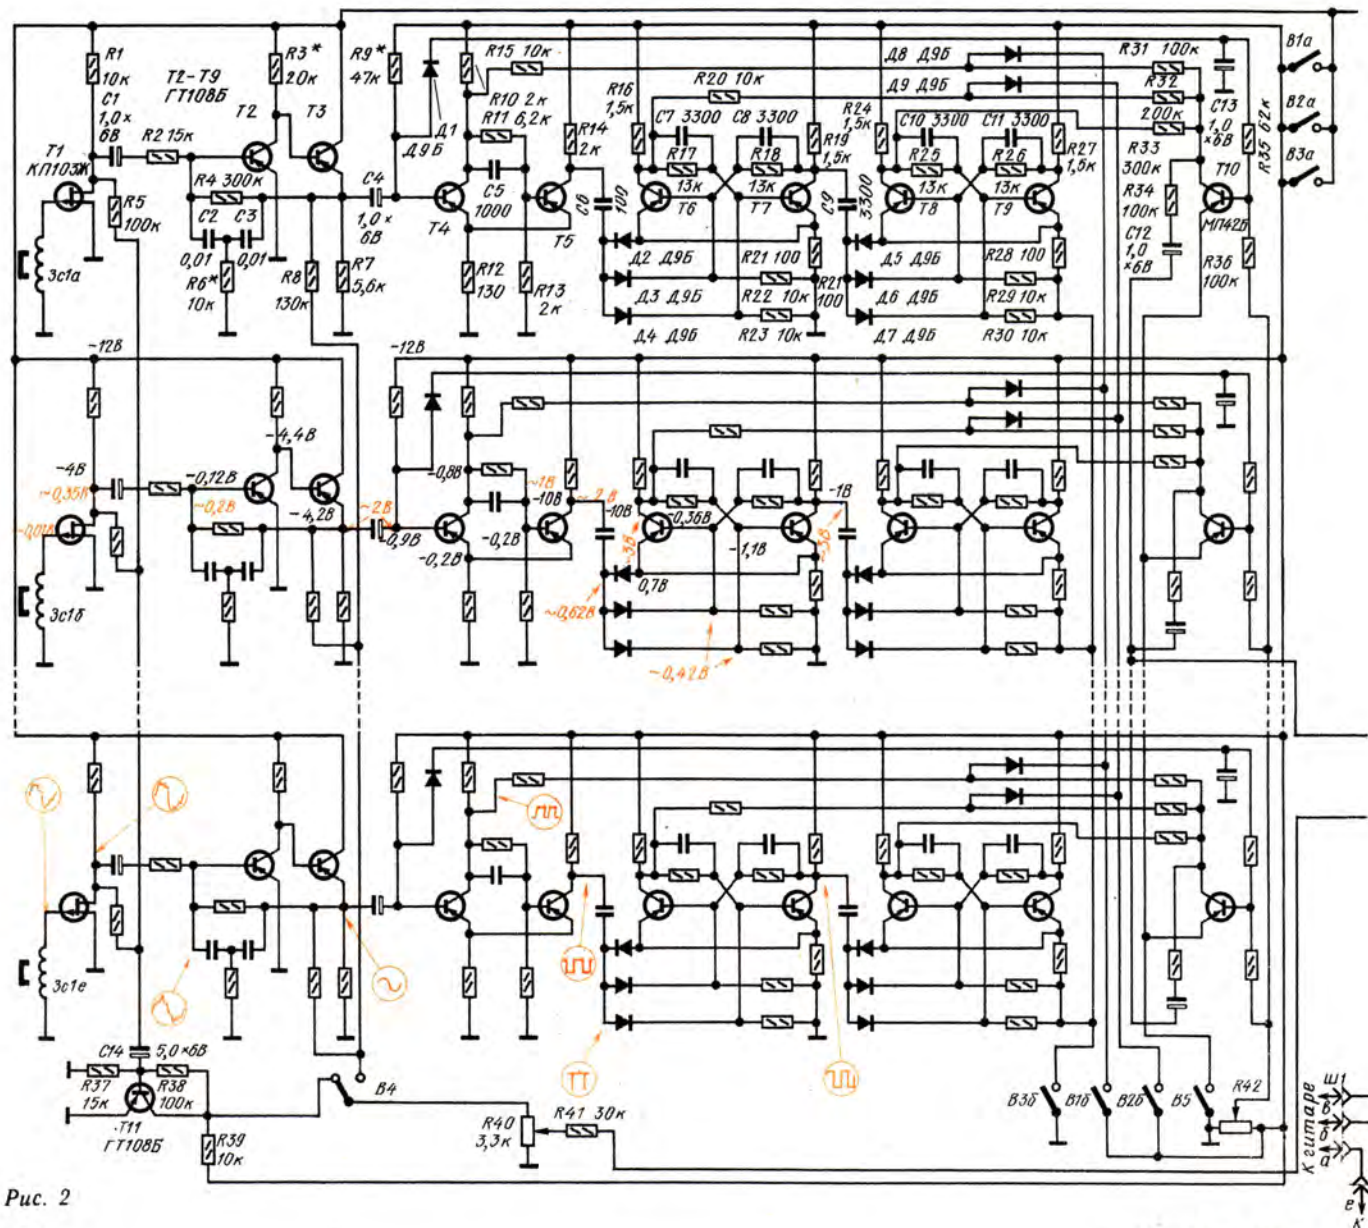 R1
10к
C1
1,0×
6В
R2 15к
T2-T9
ГТ108Б
R3*
20к
T2
T3
R9*
47к
Д1
Д9Б
R15 10к
R10 2к
R11 6,2к
R14
2к
R16
1,5к
R20 10к
C7 3300
C8 3300
R17
13к
R18
13к
R19
1,5к
R24
1,5к
Д8 Д9Б
Д9 Д9Б
C10 3300
C11 3300
R25
13к
R26
13к
R27
1,5к
R31 100к
R32
200к
R33
300к
R34
100к
C12
1,0
×6В
C13
1,0
×6В
T10
МП42Б
R35 62к
R36
100к
В1а
В2а
В3а
T1
КП103Ж
R5
100к
R4 300к
C2
0,01
C3
0,01
R6*
10к
R8
130к
R7
5,6к
C4
1,0×
6В
T4
C5
1000
T5
R12
130
R13
2к
C6
100
T6
T7
Д2 Д9Б
Д3 Д9Б
Д4 Д9Б
R21 100
R22 10к
R23 10к
R21
100
C9
3300
T8
T9
Д5 Д9Б
Д6 Д9Б
Д7 Д9Б
R28 100
R29 10к
R30 10к
Зс1а
-12В
-12В
-4В
~0,35В
~0,01В
-0,12В
~0,2В
-4,4В
-4,2В
~2В
-0,9В
-0,8В
-0,2В
~1В
-10В
-0,2В
~2В
-10В
~3В
-0,36В
-1,1В
0,7В
~0,62В
~0,42В
-1В
~3В
Зс1б
Зс1е
C14
5,0×6В
R37
15к
R38
100к
T11
ГТ108Б
R39
10к
В4
R40
3,3к
R41 30к
В3б
В1б
В2б
В5
R42
Ш1
К гитаре
в
б
а
е
Рис. 2